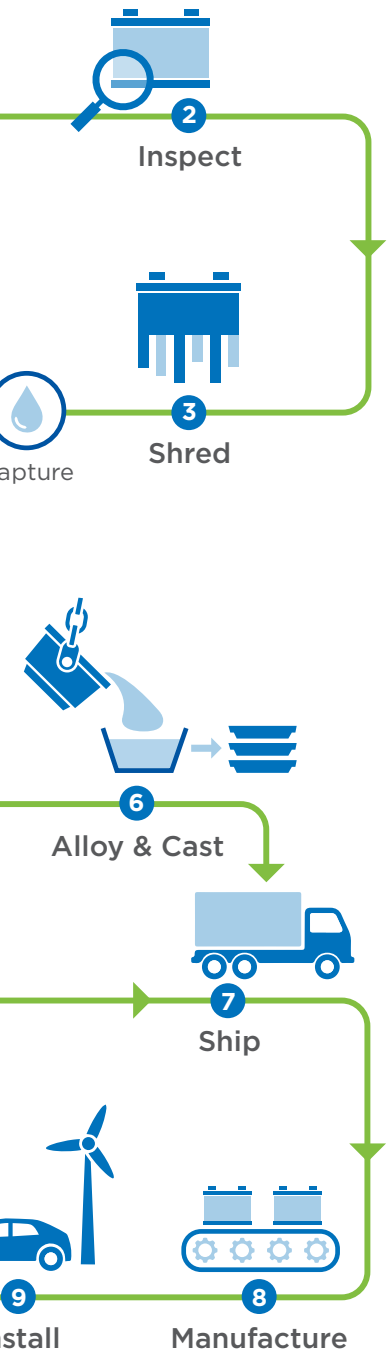 2
Inspect
3
Shred
apture
6
Alloy & Cast
7
Ship
9
8
stall
Manufacture